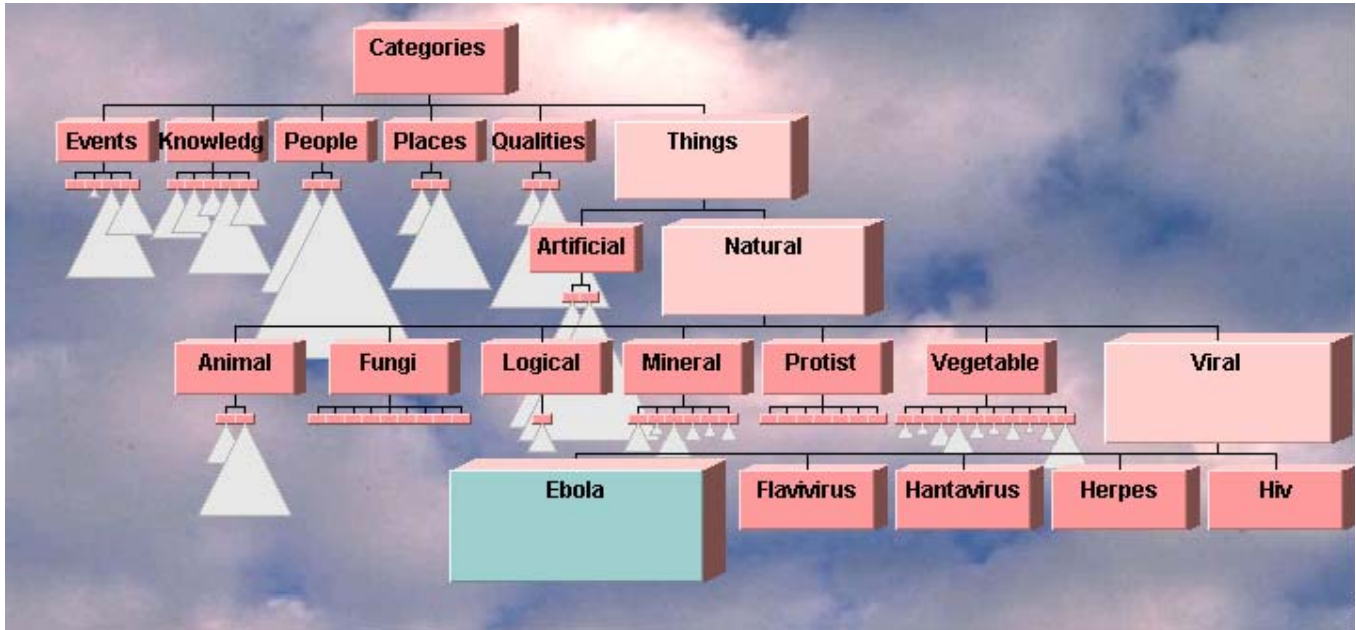 Categories
Events
Knowledg
People
Places
Qualities
Things
Artificial
Natural
Animal
Fungi
Logical
Mineral
Protist
Vegetable
Viral
Ebola
Flavivirus
Hantavirus
Herpes
Hiv